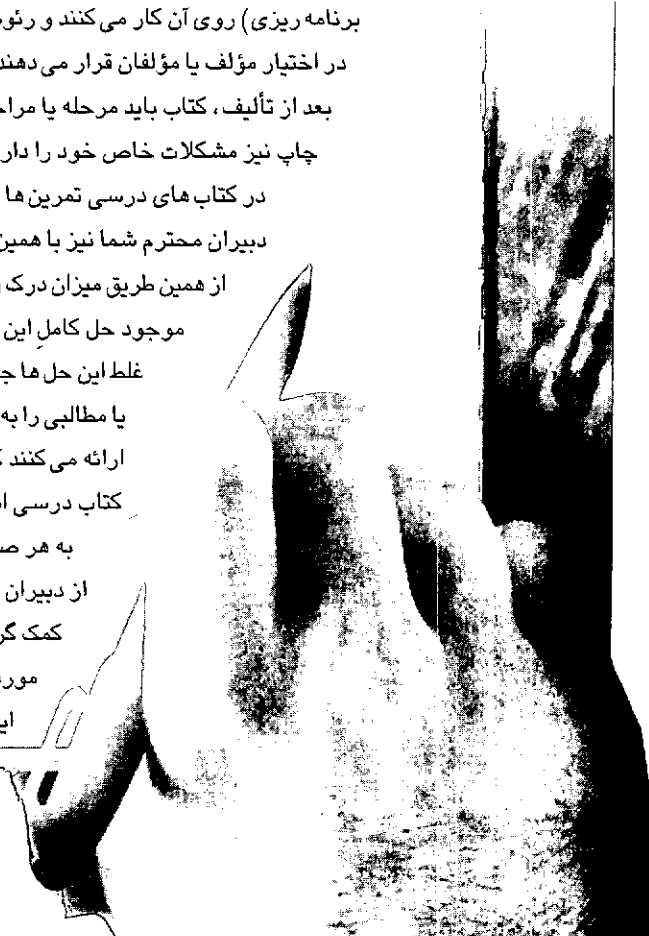 برنامه ریزی) روی آن کار می کنند و رئو
در اختیار مؤلف یا مؤلفان قرار می دهند
بعد از تألیف، کتاب باید مرحله یا مراح
چاپ نیز مشکلات خاص خود را دار
در کتاب های درسی تمرین ها
دبیران محترم شما نیز با همین
از همین طریق میزان درک
موجود حل کاملِ این
غلط این حل ها ج
یا مطالبی را به
ارائه می کنند ک
کتاب درسی ا
به هر ص
از دبیران
کمک گر
مور
ای